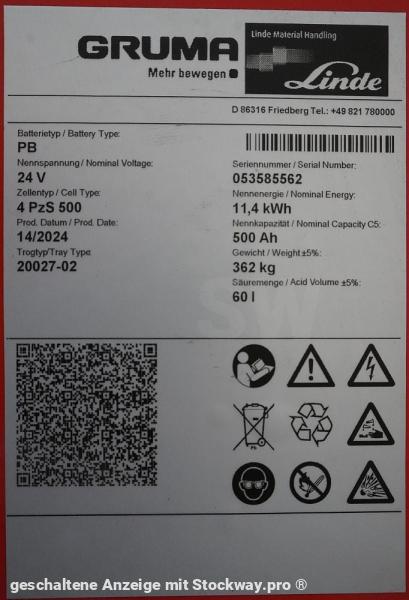 GRUMA
Mehr bewegen
Linde Material Handling
Linde
D 86316 Friedberg Tel.: +49 821 780000
Batterietyp / Battery Type:
PB
Nennspannung / Nominal Voltage:
24 V
Zellentyp / Cell Type:
4 PzS 500
Prod. Datum / Prod. Date:
14/2024
Trogtyp/Tray Type
20027-02
Seriennummer / Serial Number:
053585562
Nennenergie / Nominal Energy:
11,4 kWh
Nennkapazität / Nominal Capacity C5:
500 Ah
Gewicht / Weight ±5%:
362 kg
Säuremenge / Acid Volume ±5%:
60 l
SW
Pb
geschaltene Anzeige mit Stockway.pro ®